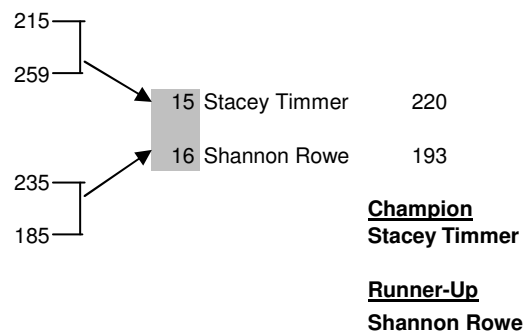 215
259
15 Stacey Timmer 220
16 Shannon Rowe 193
235
185
Champion
Stacey Timmer
Runner-Up
Shannon Rowe